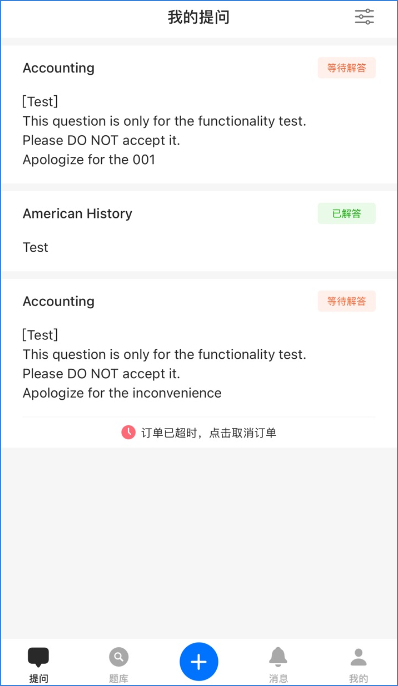 我的提问
Accounting
等待解答
[Test]
This question is only for the functionality test.
Please DO NOT accept it.
Apologize for the 001
American History
已解答
Test
Accounting
等待解答
[Test]
This question is only for the functionality test.
Please DO NOT accept it.
Apologize for the inconvenience
订单已超时，点击取消订单
提问
题库
消息
我的